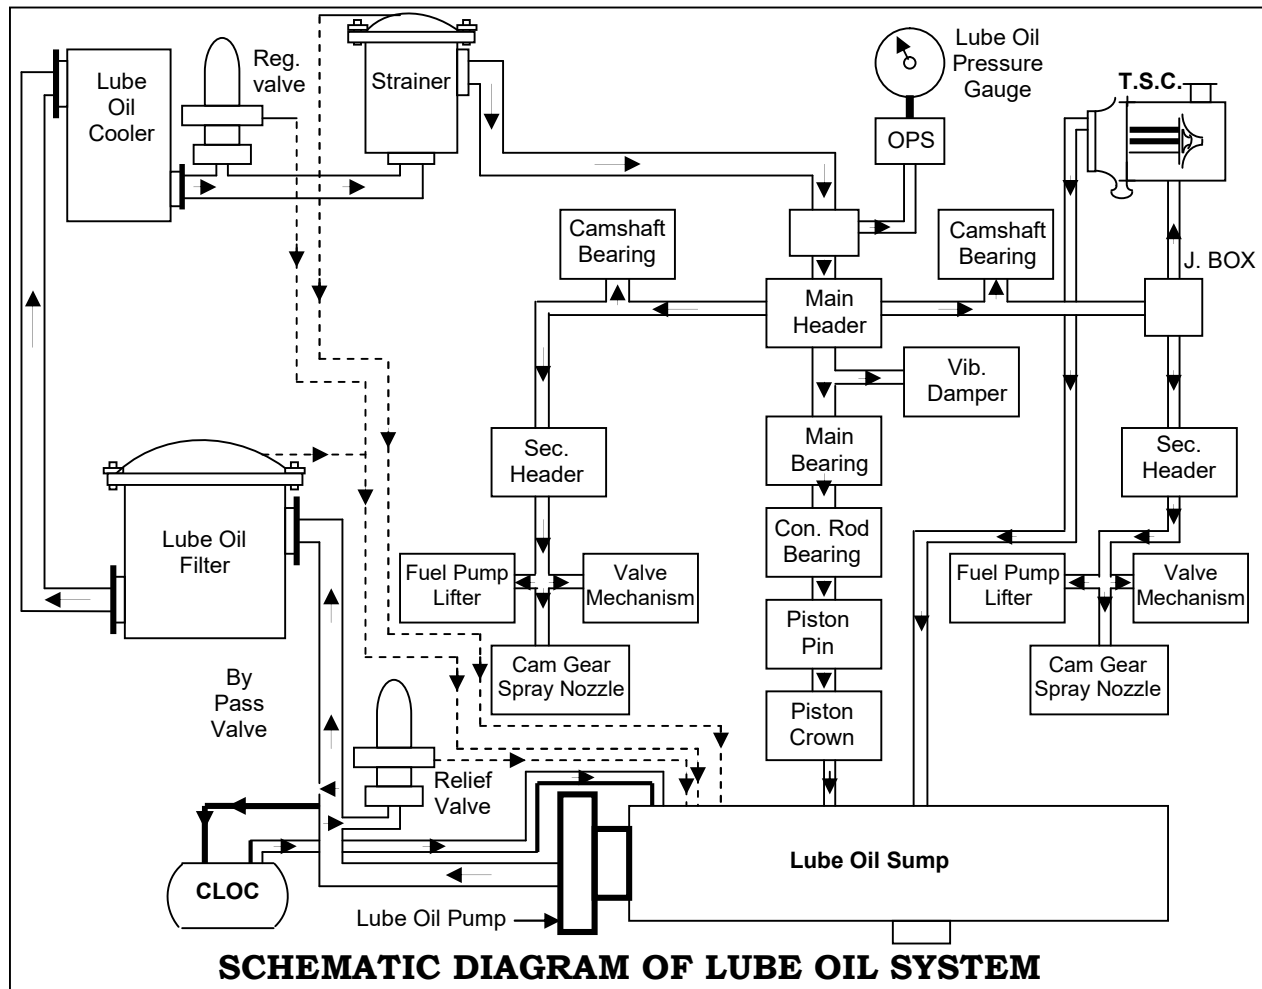 Reg.
valve
Strainer
Lube Oil
Pressure
Gauge
T.S.C.
Lube
Oil
Cooler
OPS
Camshaft
Bearing
Camshaft
Bearing
J. BOX
Main
Header
Vib.
Damper
Sec.
Header
Main
Bearing
Sec.
Header
Lube Oil
Filter
Con. Rod
Bearing
Fuel Pump
Lifter
Valve
Mechanism
Fuel Pump
Lifter
Valve
Mechanism
Piston
Pin
Cam Gear
Spray Nozzle
Cam Gear
Spray Nozzle
By
Pass
Valve
Piston
Crown
Relief
Valve
Lube Oil Sump
CLOC
Lube Oil Pump
SCHEMATIC DIAGRAM OF LUBE OIL SYSTEM